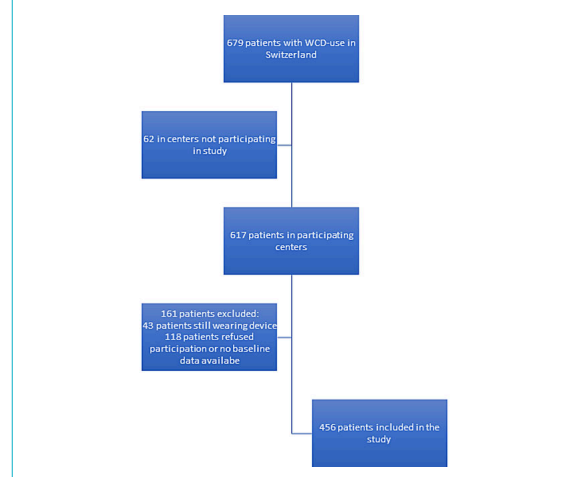 679 patients with WCD-use in
Switzerland
62 in centers not participating
in study
617 patients in participating
centers
161 patients excluded:
43 patients still wearing device
118 patients refused
participation or no baseline
data availabe
456 patients included in the
study